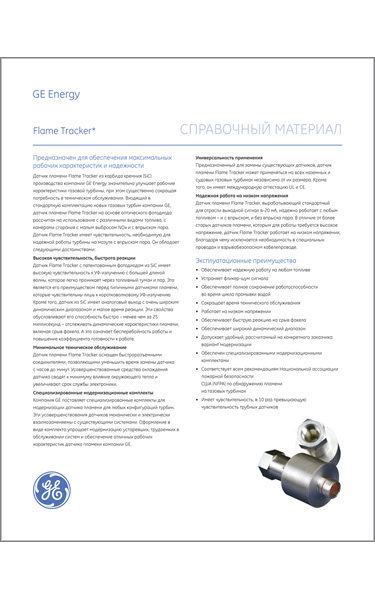 GE Energy
Flame Tracker*
СПРАВОЧНЫЙ МАТЕРИАЛ
Предназначен для обеспечения максимальных
рабочих характеристик и надежности
Датчик пламени Flame Tracker из карбида кремния (SiC)
производства компании GE Energy значительно улучшает рабочие
характеристики газовой турбины, при этом существенно сокращая
потребность в техническом обслуживании. Входящий в
стандартную комплектацию новых газовых турбин компании GE,
датчик пламени Flame Tracker на основе оптического фотодиода
рассчитан на использование с различными видами топлива, с
камерами сгорания с малым выбросом NOx и с впрыском пара.
Датчик Flame Tracker имеет чувствительность, необходимую для
надежной работы турбины на мазуте с впрыском пара. Он обладает
следующими достоинствами:
Высокая чувствительность, быстрота реакции
Датчик Flame Tracker с патентованным фотодиодом из SiC имеет
высокую чувствительность к УФ-излучению с большей длиной
волны, которое легко проникает через топливный туман и пар. Это
является его преимуществом перед типичными датчиками пламени,
которые чувствительны лишь к коротковолновому УФ-излучению.
Кроме того, датчик из SiC имеет аналоговый выход с очень широким
динамическим диапазоном и малое время реакции. Эти свойства
обуславливают его способность быстро - менее чем за 25
миллисекунд - отслеживать динамические характеристики пламени,
включая срыв факела. А это означает бесперебойность работы и
повышение коэффициента готовности к работе.
Минимальное техническое обслуживание
Датчик пламени Flame Tracker оснащен быстроразъемными
соединителями, позволяющими уменьшить время замены датчика
с часов до минут. Усовершенствованные средства охлаждения
датчика сводят к минимуму влияние окружающего тепла и
увеличивают срок службы электроники.
Специализированные модернизационные комплекты
Компания GE поставляет специализированные комплекты для
модернизации датчика пламени для любых конфигураций турбин.
Эти усовершенствования датчиков механически и электрически
взаимозаменяемы с существующими системами. Оформление в
виде комплекта упрощает модернизацию устаревших, трудоемких в
обслуживании систем и обеспечение отличных рабочих
характеристик датчика пламени компании GE.
Универсальность применения
Предназначенный для замены существующих датчиков, датчик
пламени Flame Tracker может применяться на всех наземных и
судовых газовых турбинах независимо от их размера. Кроме
того, он имеет международную аттестацию UL и CE.
Надежная работа на низком напряжении
Датчик пламени Flame Tracker, вырабатывающий стандартный
для отрасли выходной сигнал 4-20 мА, надежно работает с любым
топливом – и с впрыском, и без впрыска пара. В отличие от более
старых датчиков пламени, которым для работы требуется высокое
напряжение, датчик Flame Tracker работает на низком напряжении,
благодаря чему исключается необходимость в специальных
проводах и взрывобезопасном кабелепроводе.
Эксплуатационные преимущества
• Обеспечивает надежную работу на любом топливе
• Устраняет фликер-шум сигнала
• Обеспечивает полное сохранение работоспособности
во время цикла промывки водой
• Сокращает время технического обслуживания
• Работает на низком напряжении
• Обеспечивает быструю реакцию на срыв факела
• Обеспечивает широкий динамический диапазон
• Допускает удобный, рассчитанный на конкретного заказчика
вариант модернизации
• Обеспечен специализированными модернизационными
комплектами
• Соответствует всем рекомендациям Национальной ассоциации
пожарной безопасности
США (NFPA) по обнаружению пламени
на газовых турбинах
• Имеет чувствительность, в 10 раз превышающую
чувствительность трубных датчиков